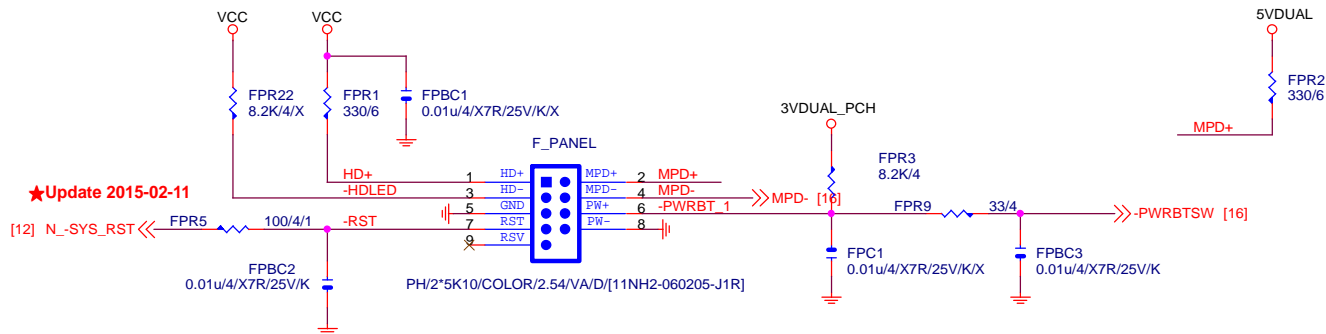 VCC
VCC
5VDUAL
FPR22
8.2K/4/X
FPR1
330/6
FPBC1
0.01u/4/X7R/25V/K/X
FPR2
330/6
3VDUAL_PCH
MPD+
F_PANEL
FPR3
8.2K/4
★Update 2015-02-11
HD+
1
HD+
MPD+
2
MPD+
-HDLED
3
HD-
MPD-
4
MPD-
MPD- [16]
5
GND
PW+
6
-PWRBT_1
FPR9
33/4
-PWRBTSW [16]
[12] N_-SYS_RST
FPR5
100/4/1
-RST
7
RST
PW-
8
9
RSV
FPBC2
0.01u/4/X7R/25V/K
PH/2*5K10/COLOR/2.54/VA/D/[11NH2-060205-J1R]
FPC1
0.01u/4/X7R/25V/K/X
FPBC3
0.01u/4/X7R/25V/K